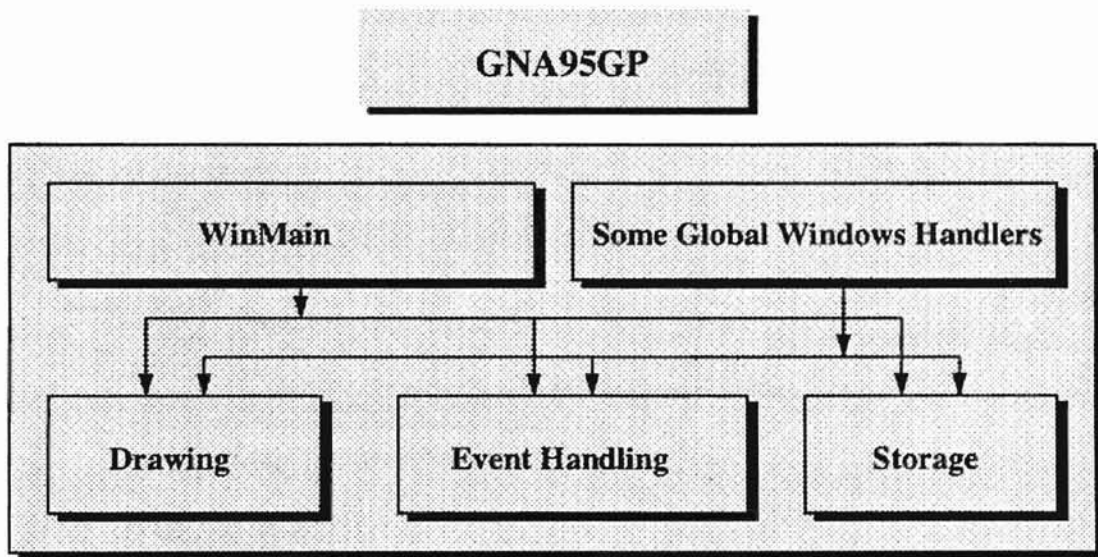 GNA95GP
WinMain
Some Global Windows Handlers
Drawing
Event Handling
Storage